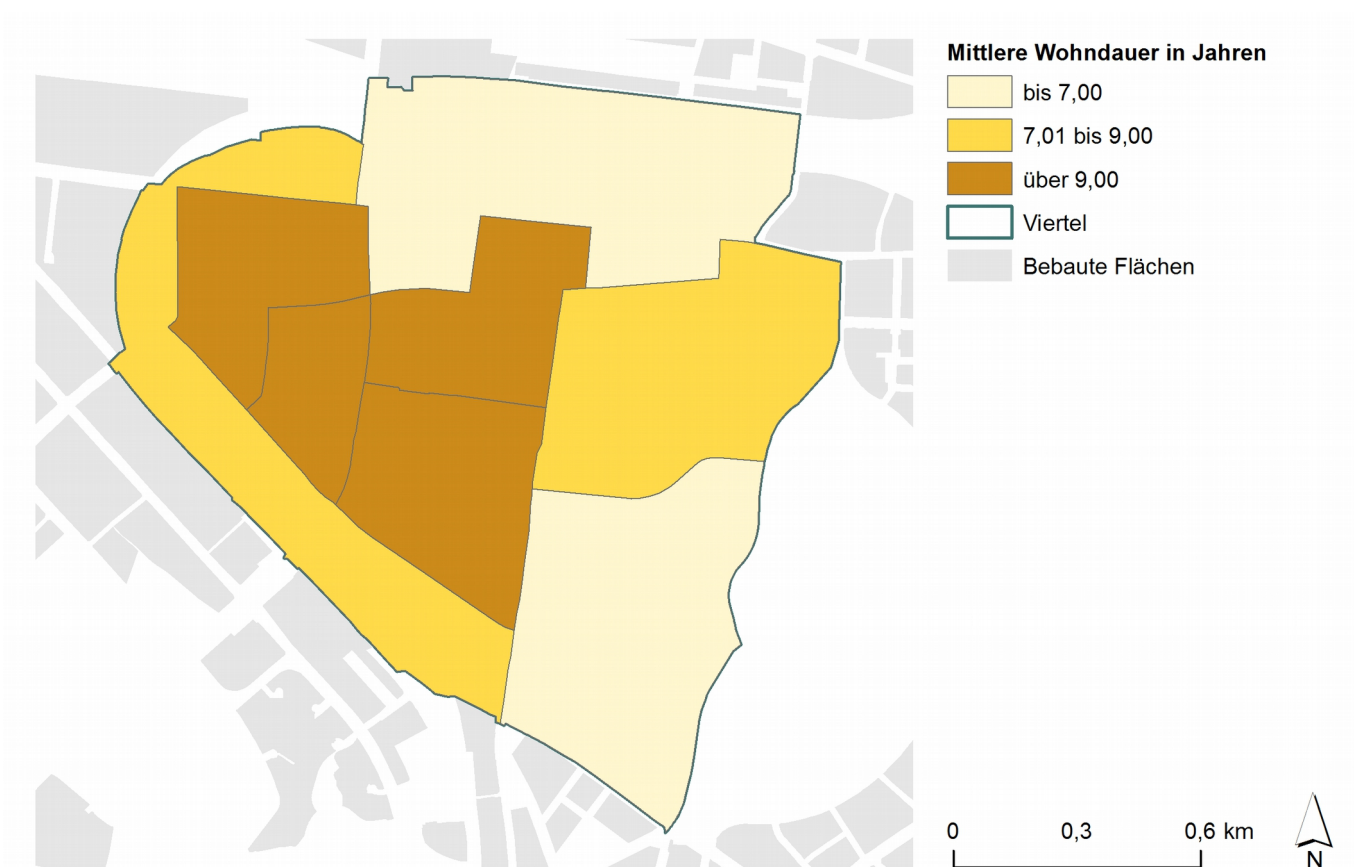 Mittlere Wohndauer in Jahren
bis 7,00
7,01 bis 9,00
über 9,00
Viertel
Bebaute Flächen
0 0,3 0,6 km
N